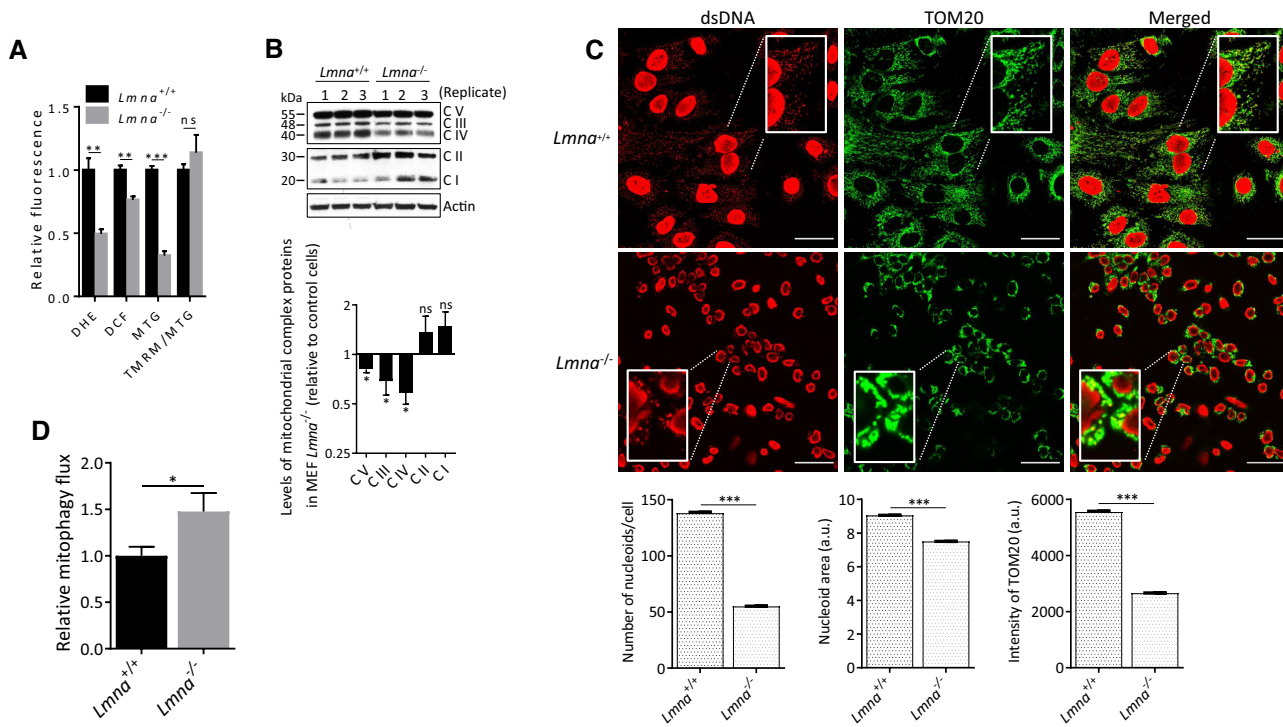 A
Lmna+/+
Lmna-/-
Relative fluorescence
1.5
1.0
0.5
0.0
**
**
***
ns
DHE
DCF
MTG
TMRM/MTG
B
Lmna+/+ Lmna-/-
kDa 1 2 3 1 2 3 (Replicate)
55 C V
48 C III
40 C IV
30 C II
20 C I
Actin
Levels of mitochondrial complex proteins
in MEF Lmna-/- (relative to control cells)
2
1
0.5
0.25
*
*
*
ns
ns
C V
C III
C IV
C II
C I
C
dsDNA TOM20 Merged
Lmna+/+
Lmna-/-
Number of nucleoids/cell
150
100
50
0
***
Lmna+/+
Lmna-/-
Nucleoid area (a.u.)
10
8
6
4
2
0
***
Lmna+/+
Lmna-/-
Intensity of TOM20 (a.u.)
6000
4000
2000
0
***
Lmna+/+
Lmna-/-
D
Relative mitophagy flux
2.0
1.5
1.0
0.5
0.0
*
Lmna+/+
Lmna-/-